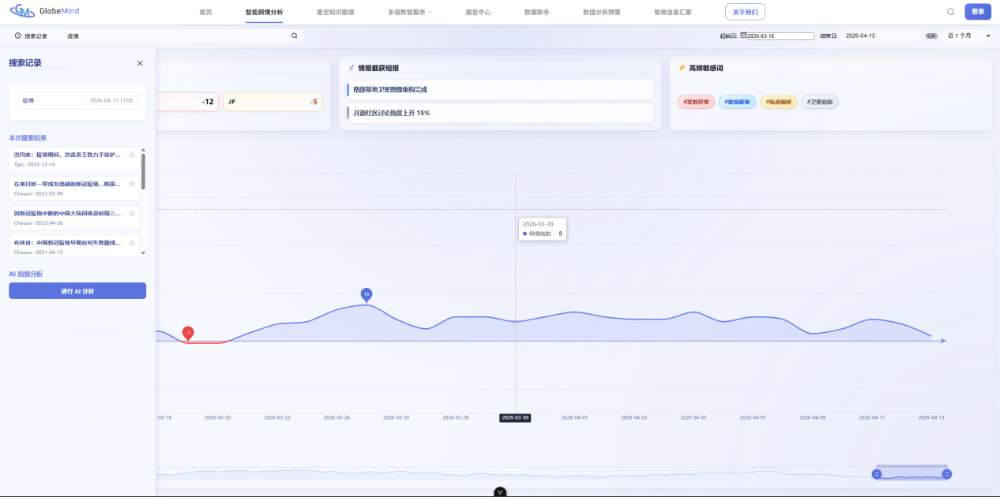 GlobeMind
首页 智能舆情分析 星空知识图谱 多语数智服务 报告中心 数据助手 数值分析预警 智库信息汇聚 关于我们 登录
搜索记录 疫情 起始日: 2026-03-15 结束日: 2026-04-13 视距: 近 1 个月
搜索记录
疫情 2026-04-13 17:08
-12 JP -5
情报截获短报
南部基地卫星图像重构完成
开源社区讨论热度上升 15%
高频敏感词
#发射异常 #数据解密 #轨道偏移 #卫星追踪
本次搜索结果
洪玛奈：疫情期间，洪森亲王致力于保护...
7jpz · 2023-12-14
在美日欧一带成为流感的新冠疫情...韩国...
Chosun · 2023-05-09
因新冠疫情中断的中国大陆团体游时隔三...
Chosun · 2023-04-26
布林肯：中国新冠疫情早期应对失败酿成...
Chosun · 2021-04-12
AI 舆情分析
进行 AI 分析
2026-03-30
舆情指数 8
15
-1
-03-18 2026-03-20 2026-03-22 2026-03-24 2026-03-26 2026-03-28 2026-03-30 2026-04-01 2026-04-03 2026-04-05 2026-04-07 2026-04-09 2026-04-11 2026-04-13